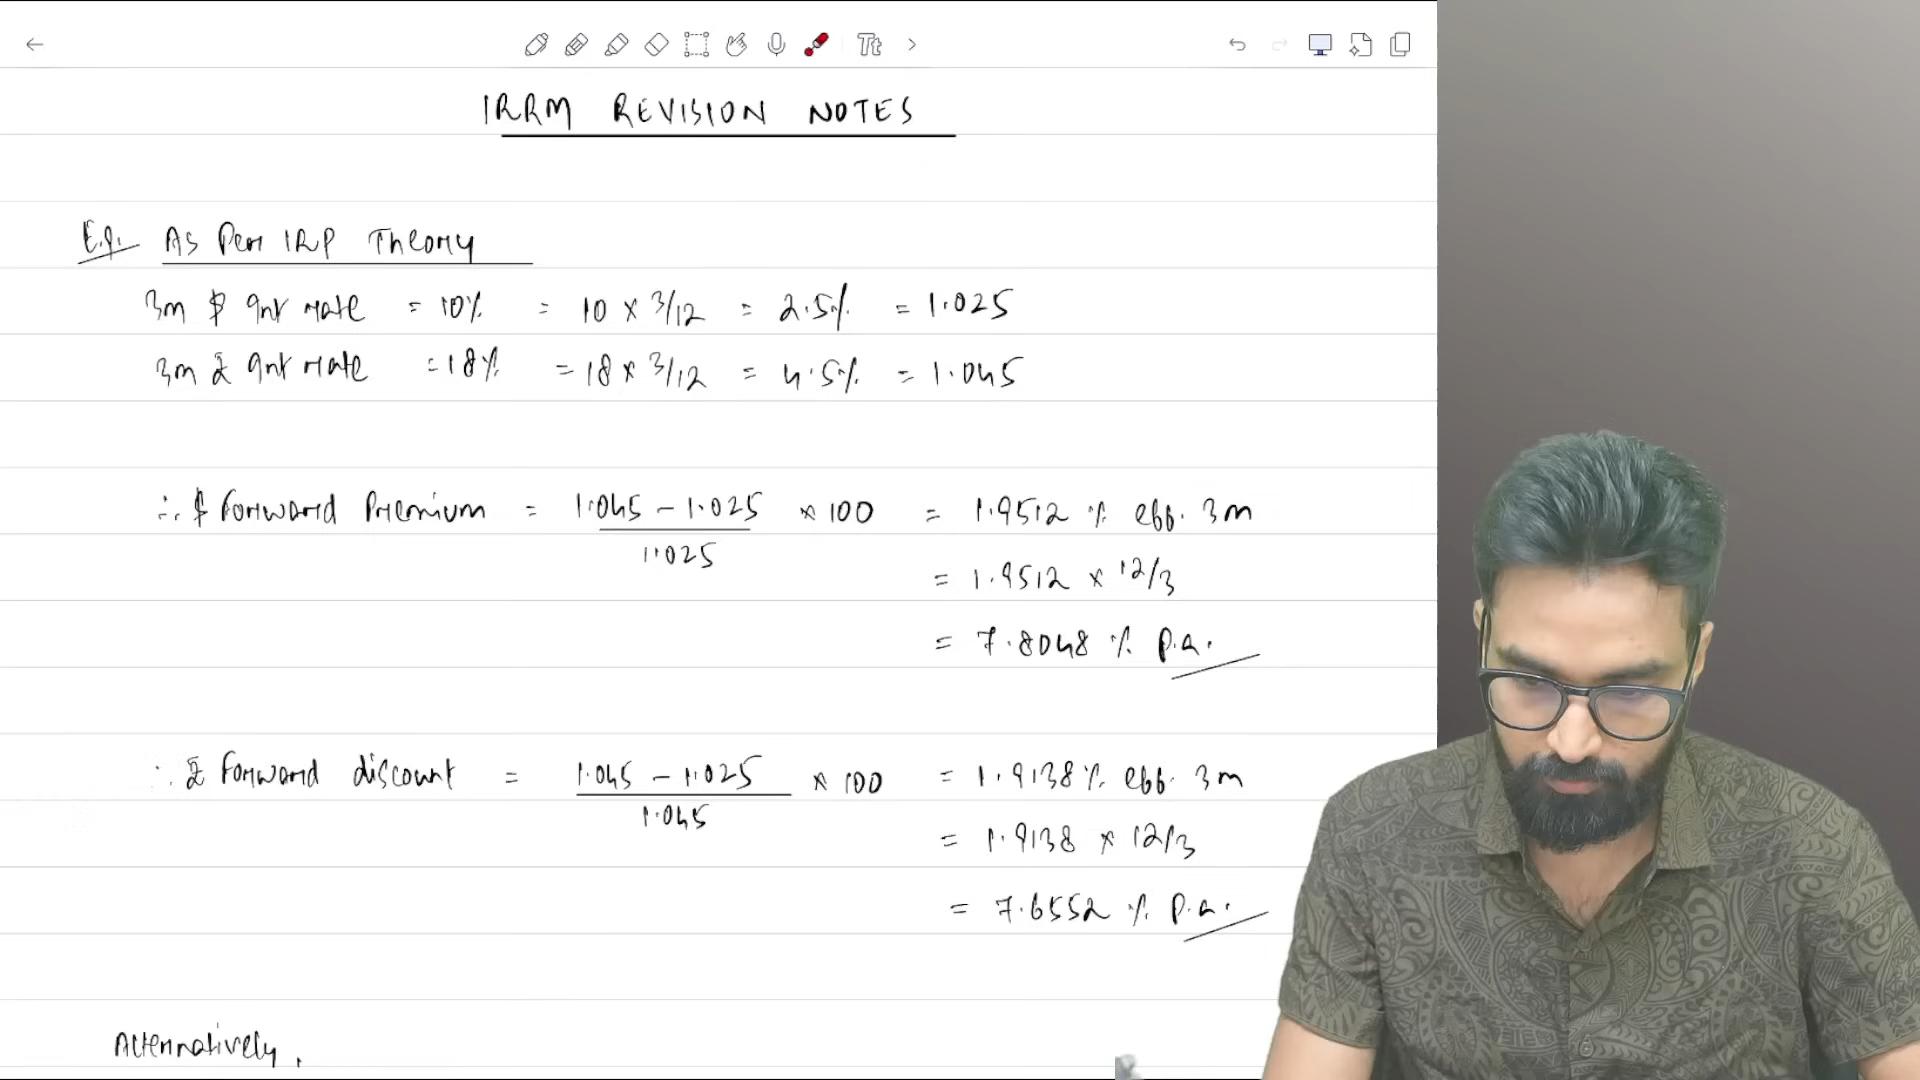 Tt
IRRM REVISION NOTES
E.g. As Per IRP Theory
3m $ Int rate = 10% = 10 × 3/12 = 2.5% = 1.025
3m £ Int rate = 18% = 18 × 3/12 = 4.5% = 1.045
∴ $ Forward Premium = 1.045 - 1.025 × 100 = 1.9512 % eff. 3m
1.025
= 1.9512 × 12/3
= 7.8048 % p.a.
∴ £ Forward discount = 1.045 - 1.025 × 100 = 1.9138% eff. 3m
1.045
= 1.9138 × 12/3
= 7.6552 % p.a.
Alternatively,